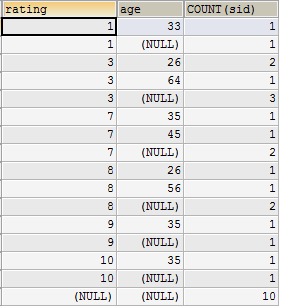 rating age COUNT(sid)
1 33 1
1 (NULL) 1
3 26 2
3 64 1
3 (NULL) 3
7 35 1
7 45 1
7 (NULL) 2
8 26 1
8 56 1
8 (NULL) 2
9 35 1
9 (NULL) 1
10 35 1
10 (NULL) 1
(NULL) (NULL) 10